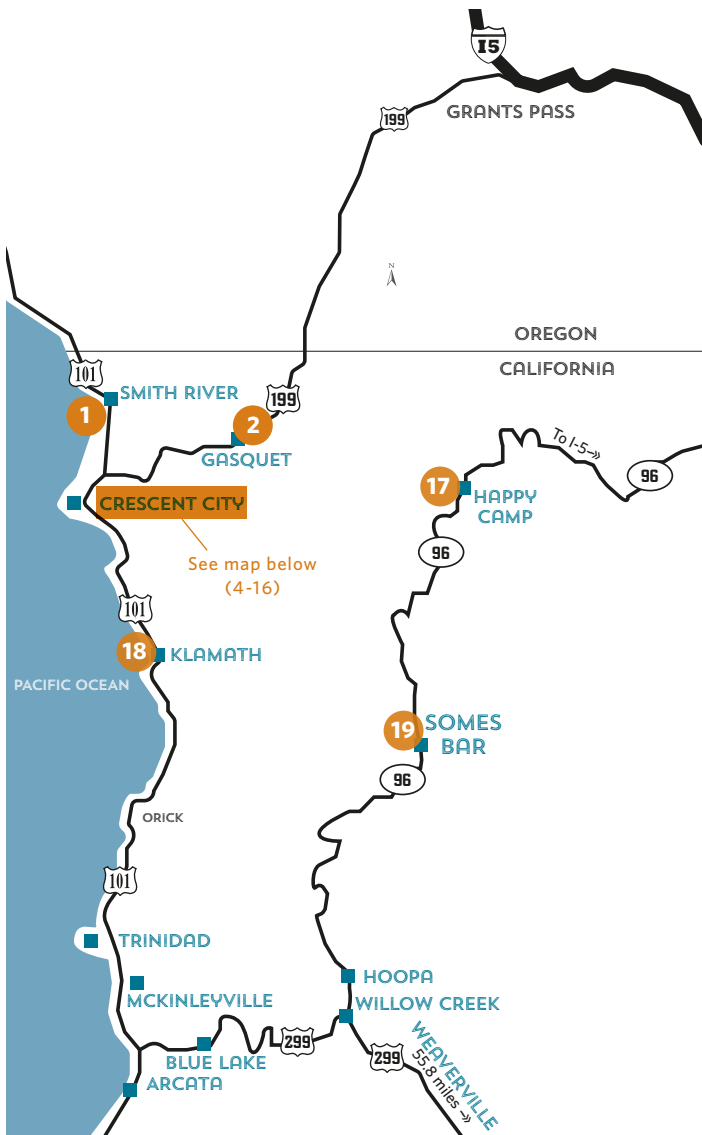 I5
GRANTS PASS
199
N
OREGON
CALIFORNIA
101
SMITH RIVER
1
199
2
GASQUET
To I-5->>
96
17
HAPPY
CAMP
CRESCENT CITY
96
See map below
(4-16)
101
18
KLAMATH
PACIFIC OCEAN
19
SOMES
BAR
96
ORICK
101
TRINIDAD
HOOPA
MCKINLEYVILLE
WILLOW CREEK
299
299
WEAVERVILLE
55.8 miles ->>
BLUE LAKE
ARCATA